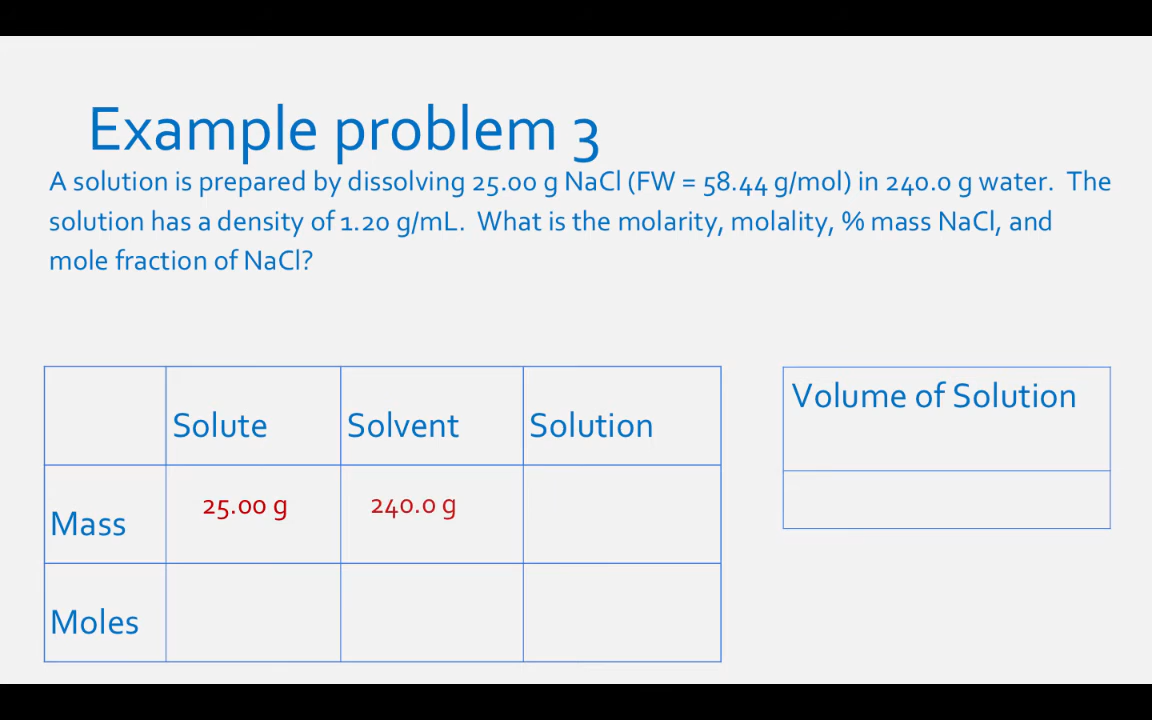 Example problem 3
A solution is prepared by dissolving 25.00 g NaCl (FW = 58.44 g/mol) in 240.0 g water.  The
solution has a density of 1.20 g/mL.  What is the molarity, molality, % mass NaCl, and
mole fraction of NaCl?
Solute Solvent Solution
Mass 25.00 g 240.0 g
Moles
Volume of Solution